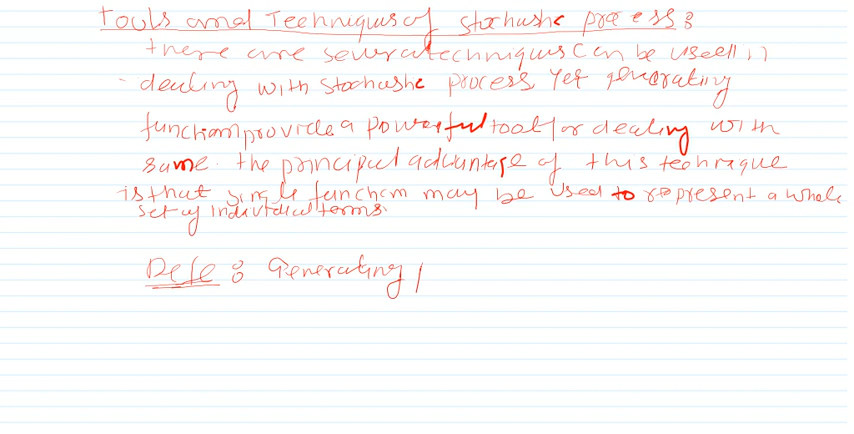 Tools and Techniques of stochastic process:
there are several techniques can be used in
dealing with stochastic process yet generating
function provide a powerful tool for dealing with
same. the principal advantage of this technique
is that single function may be used to represent a whole
set of individual terms.
Defe: Generating